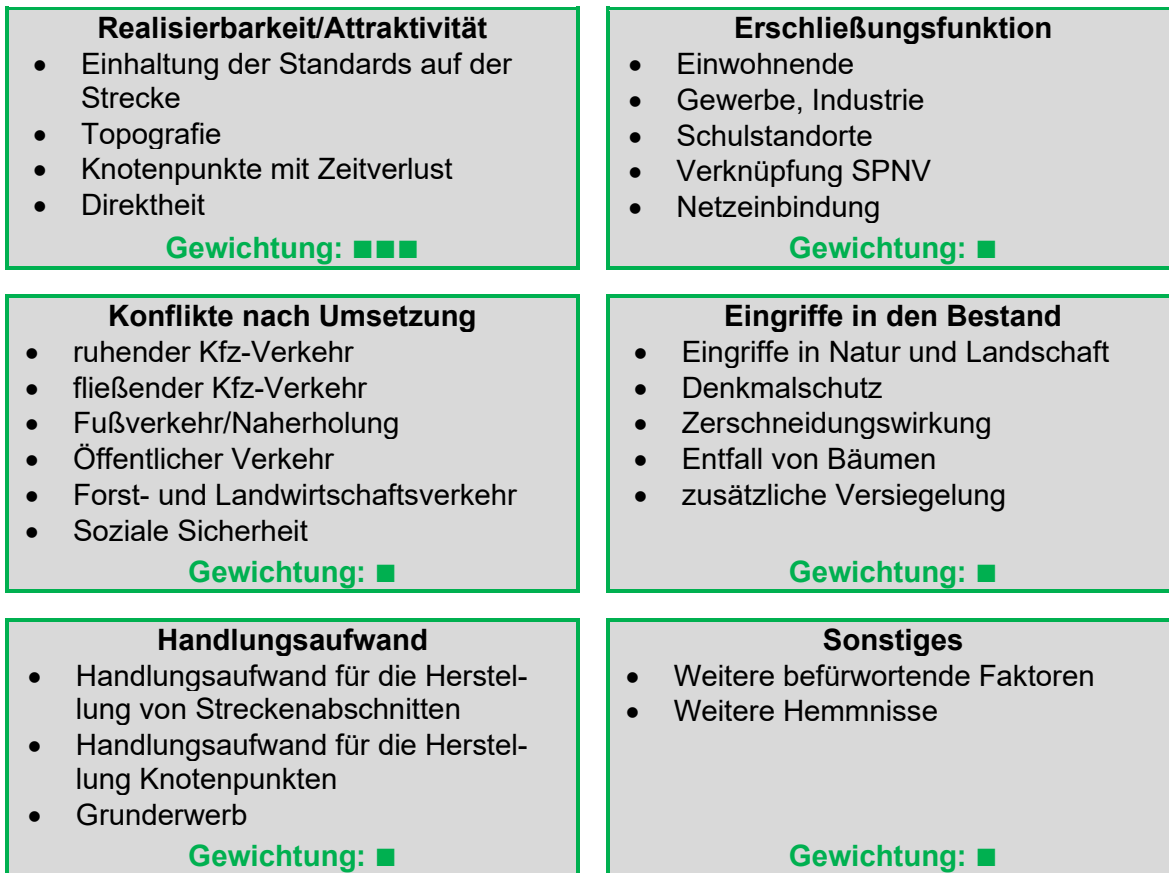 Realisierbarkeit/Attraktivität
• Einhaltung der Standards auf der
Strecke
• Topografie
• Knotenpunkte mit Zeitverlust
• Direktheit
Gewichtung: ■■■
Erschließungsfunktion
• Einwohnende
• Gewerbe, Industrie
• Schulstandorte
• Verknüpfung SPNV
• Netzeinbindung
Gewichtung: ■
Konflikte nach Umsetzung
• ruhender Kfz-Verkehr
• fließender Kfz-Verkehr
• Fußverkehr/Naherholung
• Öffentlicher Verkehr
• Forst- und Landwirtschaftsverkehr
• Soziale Sicherheit
Gewichtung: ■
Eingriffe in den Bestand
• Eingriffe in Natur und Landschaft
• Denkmalschutz
• Zerschneidungswirkung
• Entfall von Bäumen
• zusätzliche Versiegelung
Gewichtung: ■
Handlungsaufwand
• Handlungsaufwand für die Herstel-
lung von Streckenabschnitten
• Handlungsaufwand für die Herstel-
lung Knotenpunkten
• Grunderwerb
Gewichtung: ■
Sonstiges
• Weitere befürwortende Faktoren
• Weitere Hemmnisse
Gewichtung: ■